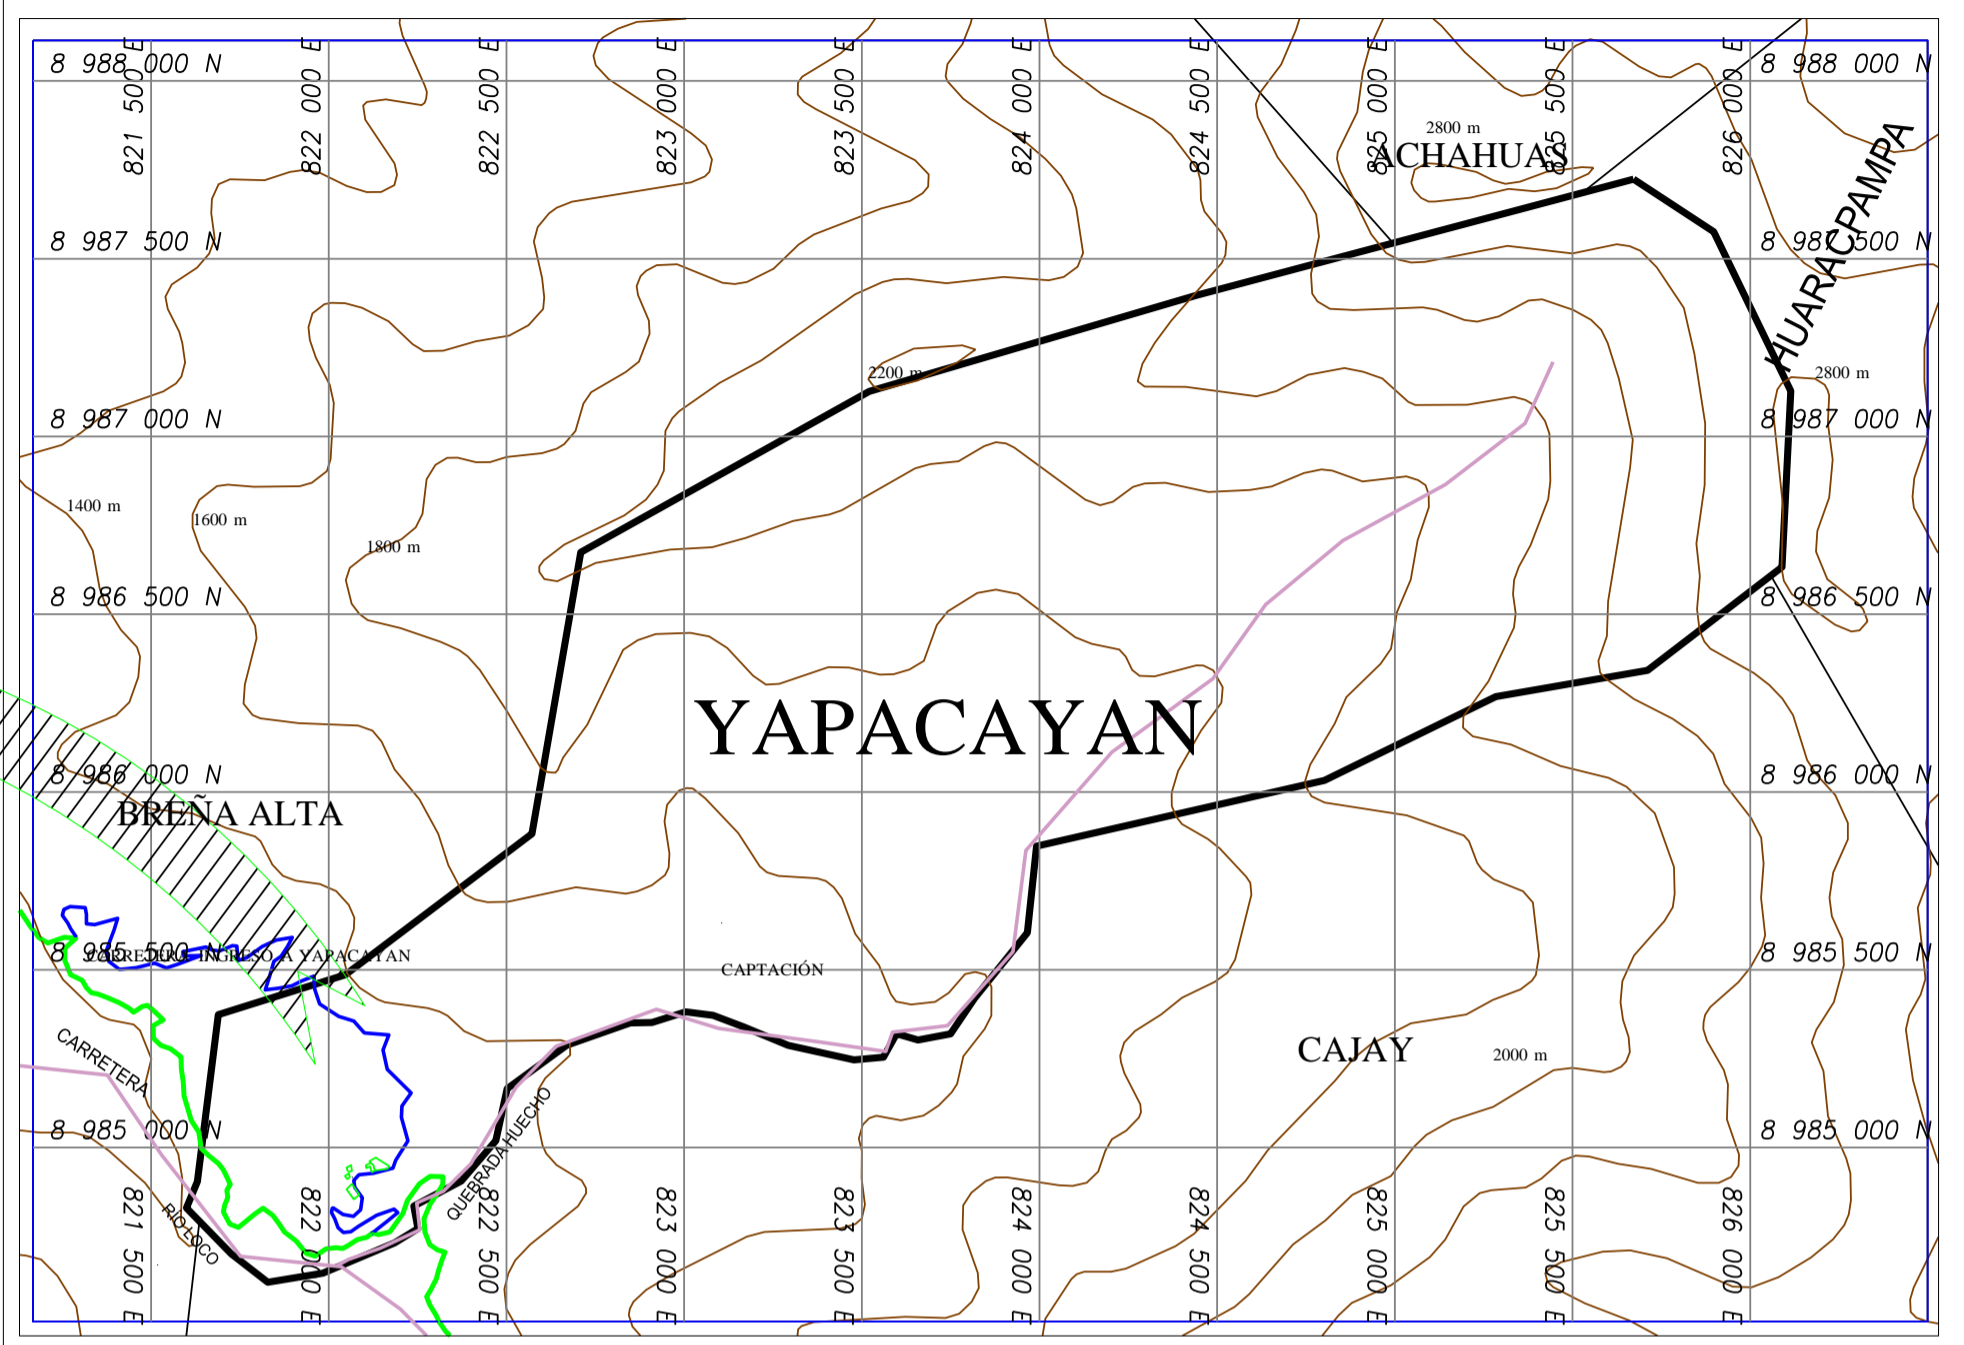 821 500 E
822 000 E
822 500 E
823 000 E
823 500 E
824 000 E
824 500 E
825 000 E
825 500 E
826 000 E
8 988 000 N
8 988 000 N
2800 m
ACHAHUAS
HUARACPAMPA
8 987 500 N
8 987 500 N
2200 m
2800 m
8 987 000 N
8 987 000 N
1400 m
1600 m
1800 m
8 986 500 N
8 986 500 N
YAPACAYAN
8 986 000 N
8 986 000 N
BREÑA ALTA
8 985 500 N
8 985 500 N
CARRETERA INGRESO A YAPACAYAN
CAPTACIÓN
CARRETERA
CAJAY
2000 m
QUEBRADA HUECHO
8 985 000 N
8 985 000 N
RIO LOCO
821 500 E
822 000 E
822 500 E
823 000 E
823 500 E
824 000 E
824 500 E
825 000 E
825 500 E
826 000 E